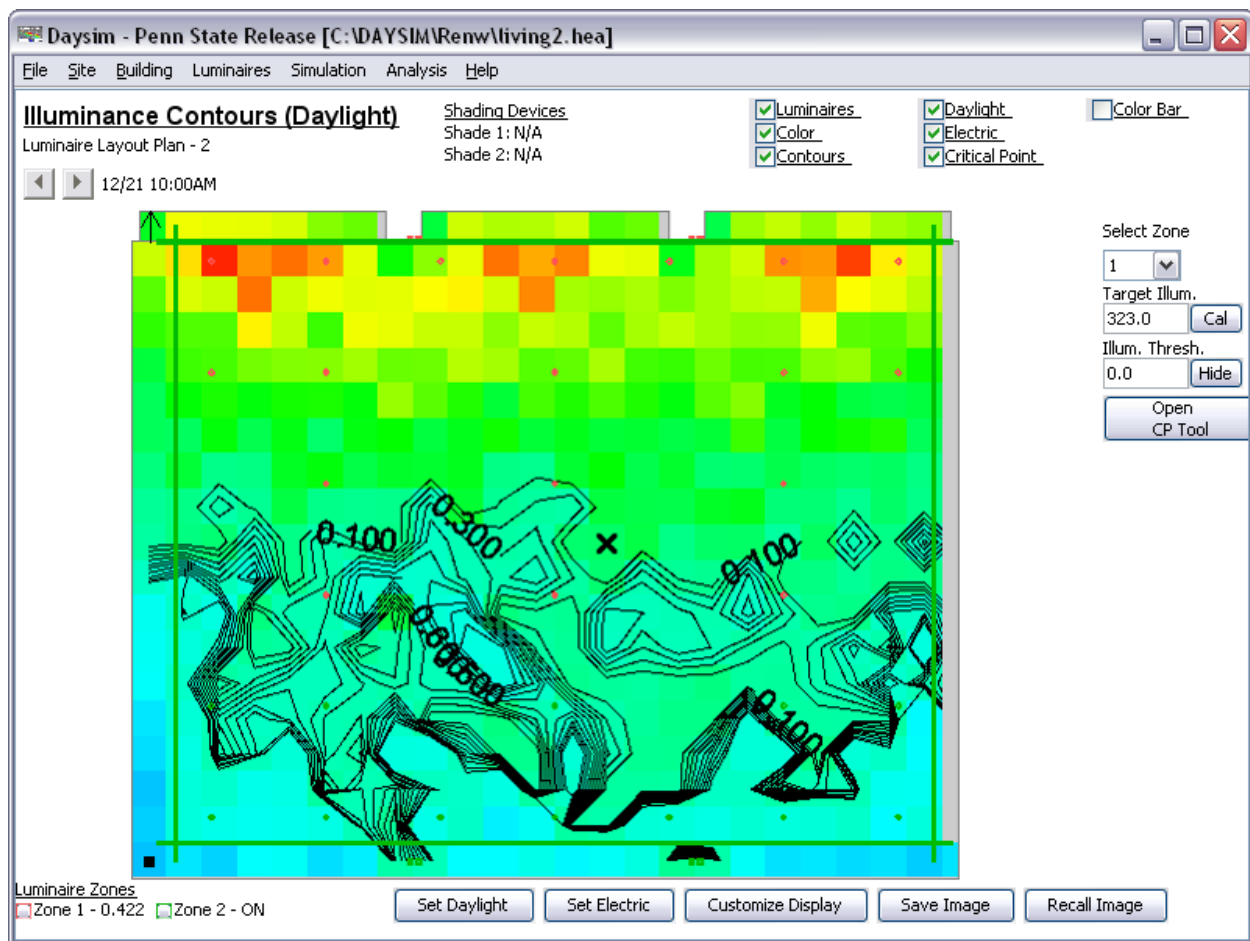 Daysim - Penn State Release [C:\DAYSIM\Renw\living2.hea]
File Site Building Luminaires Simulation Analysis Help
Illuminance Contours (Daylight)
Luminaire Layout Plan - 2
12/21 10:00AM
Shading Devices
Shade 1: N/A
Shade 2: N/A
Luminaires Daylight Color Bar
Color Electric
Contours Critical Point
Select Zone
1
Target Illum.
323.0 Cal
Illum. Thresh.
0.0 Hide
Open
CP Tool
0.100
0.300
0.100
0.100
Luminaire Zones
Zone 1 - 0.422 Zone 2 - ON
Set Daylight Set Electric Customize Display Save Image Recall Image